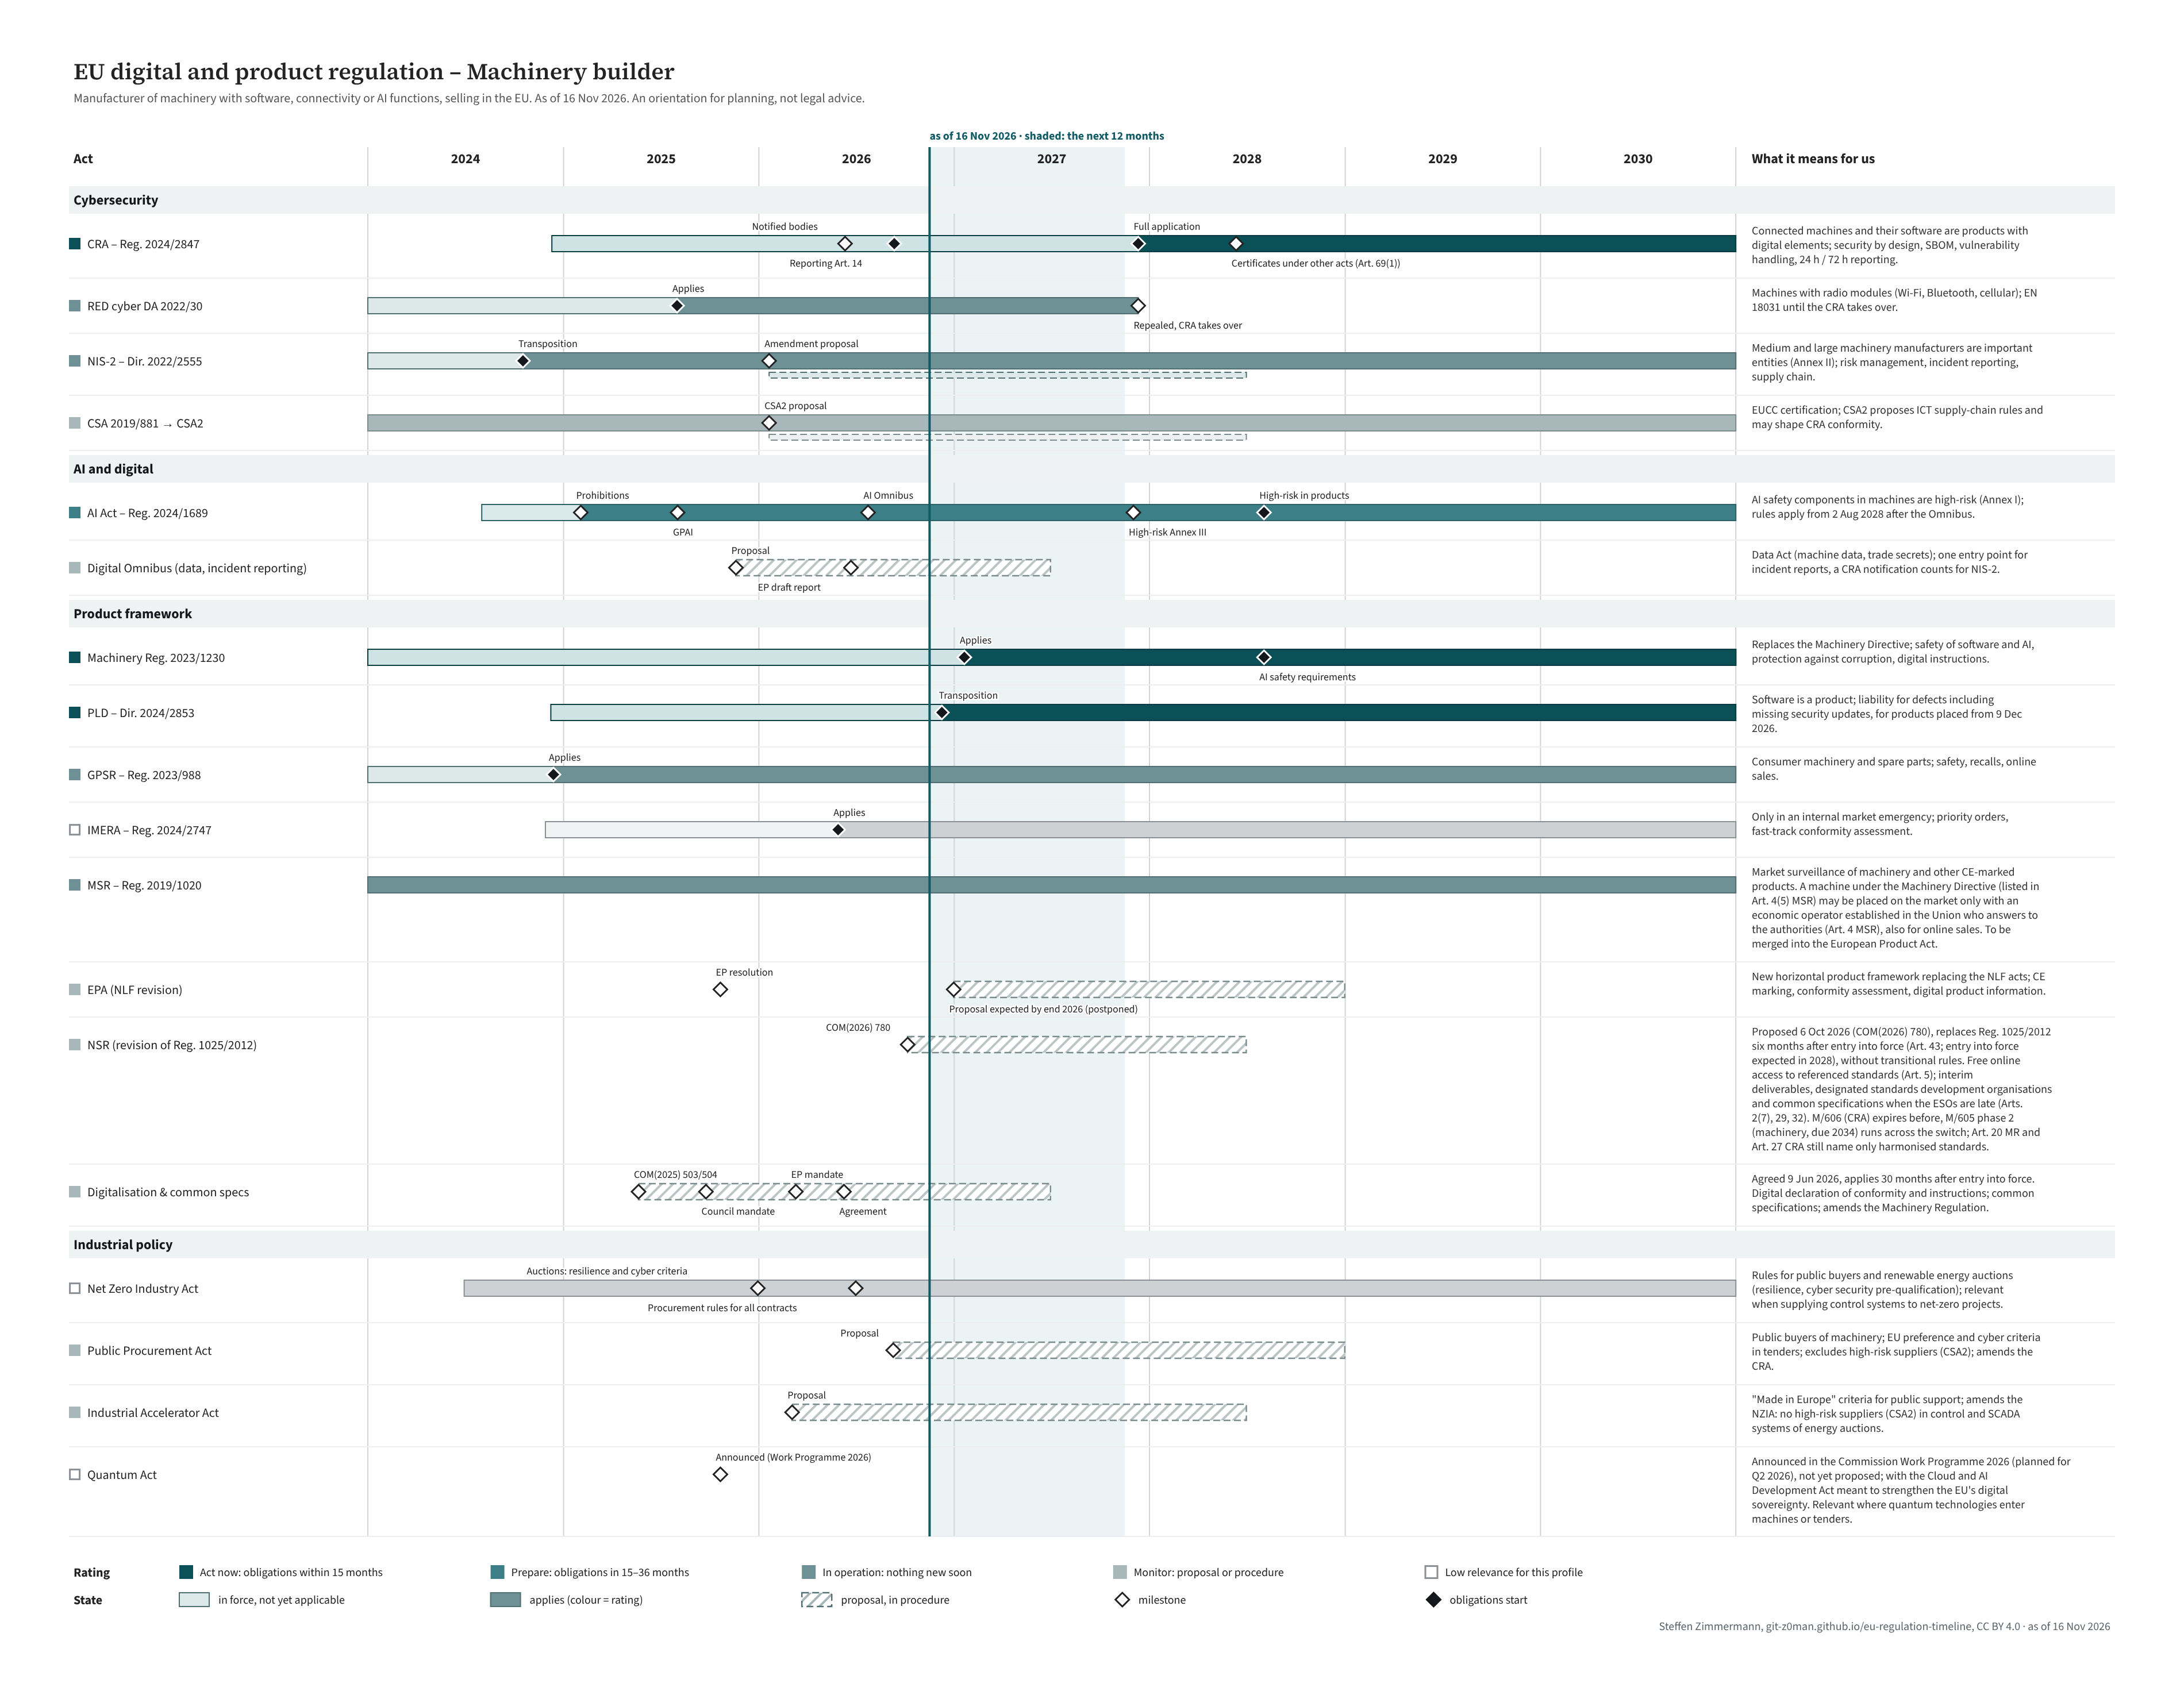 EU digital and product regulation – Machinery builder
Manufacturer of machinery with software, connectivity or AI functions, selling in the EU. As of 16 Nov 2026. An orientation for planning, not legal advice.
as of 16 Nov 2026 · shaded: the next 12 months
Act 2024 2025 2026 2027 2028 2029 2030 What it means for us
Cybersecurity
CRA – Reg. 2024/2847
Notified bodies
Full application
Reporting Art. 14
Certificates under other acts (Art. 69(1))
Connected machines and their software are products with
digital elements; security by design, SBOM, vulnerability
handling, 24 h / 72 h reporting.
RED cyber DA 2022/30
Applies
Repealed, CRA takes over
Machines with radio modules (Wi-Fi, Bluetooth, cellular); EN
18031 until the CRA takes over.
NIS-2 – Dir. 2022/2555
Transposition
Amendment proposal
Medium and large machinery manufacturers are important
entities (Annex II); risk management, incident reporting,
supply chain.
CSA 2019/881 → CSA2
CSA2 proposal
EUCC certification; CSA2 proposes ICT supply-chain rules and
may shape CRA conformity.
AI and digital
AI Act – Reg. 2024/1689
Prohibitions
AI Omnibus
High-risk in products
GPAI
High-risk Annex III
AI safety components in machines are high-risk (Annex I);
rules apply from 2 Aug 2028 after the Omnibus.
Digital Omnibus (data, incident reporting)
Proposal
EP draft report
Data Act (machine data, trade secrets); one entry point for
incident reports, a CRA notification counts for NIS-2.
Product framework
Machinery Reg. 2023/1230
Applies
AI safety requirements
Replaces the Machinery Directive; safety of software and AI,
protection against corruption, digital instructions.
PLD – Dir. 2024/2853
Transposition
Software is a product; liability for defects including
missing security updates, for products placed from 9 Dec
2026.
GPSR – Reg. 2023/988
Applies
Consumer machinery and spare parts; safety, recalls, online
sales.
IMERA – Reg. 2024/2747
Applies
Only in an internal market emergency; priority orders,
fast-track conformity assessment.
MSR – Reg. 2019/1020
Market surveillance of machinery and other CE-marked
products. A machine under the Machinery Directive (listed in
Art. 4(5) MSR) may be placed on the market only with an
economic operator established in the Union who answers to
the authorities (Art. 4 MSR), also for online sales. To be
merged into the European Product Act.
EPA (NLF revision)
EP resolution
Proposal expected by end 2026 (postponed)
New horizontal product framework replacing the NLF acts; CE
marking, conformity assessment, digital product information.
NSR (revision of Reg. 1025/2012)
COM(2026) 780
Proposed 6 Oct 2026 (COM(2026) 780), replaces Reg. 1025/2012
six months after entry into force (Art. 43; entry into force
expected in 2028), without transitional rules. Free online
access to referenced standards (Art. 5); interim
deliverables, designated standards development organisations
and common specifications when the ESOs are late (Arts.
2(7), 29, 32). M/606 (CRA) expires before, M/605 phase 2
(machinery, due 2034) runs across the switch; Art. 20 MR and
Art. 27 CRA still name only harmonised standards.
Digitalisation & common specs
COM(2025) 503/504
EP mandate
Council mandate
Agreement
Agreed 9 Jun 2026, applies 30 months after entry into force.
Digital declaration of conformity and instructions; common
specifications; amends the Machinery Regulation.
Industrial policy
Net Zero Industry Act
Auctions: resilience and cyber criteria
Procurement rules for all contracts
Rules for public buyers and renewable energy auctions
(resilience, cyber security pre-qualification); relevant
when supplying control systems to net-zero projects.
Public Procurement Act
Proposal
Public buyers of machinery; EU preference and cyber criteria
in tenders; excludes high-risk suppliers (CSA2); amends the
CRA.
Industrial Accelerator Act
Proposal
"Made in Europe" criteria for public support; amends the
NZIA: no high-risk suppliers (CSA2) in control and SCADA
systems of energy auctions.
Quantum Act
Announced (Work Programme 2026)
Announced in the Commission Work Programme 2026 (planned for
Q2 2026), not yet proposed; with the Cloud and AI
Development Act meant to strengthen the EU's digital
sovereignty. Relevant where quantum technologies enter
machines or tenders.
Rating Act now: obligations within 15 months Prepare: obligations in 15–36 months In operation: nothing new soon Monitor: proposal or procedure Low relevance for this profile
State in force, not yet applicable applies (colour = rating) proposal, in procedure milestone obligations start
Steffen Zimmermann, git-z0man.github.io/eu-regulation-timeline, CC BY 4.0 · as of 16 Nov 2026